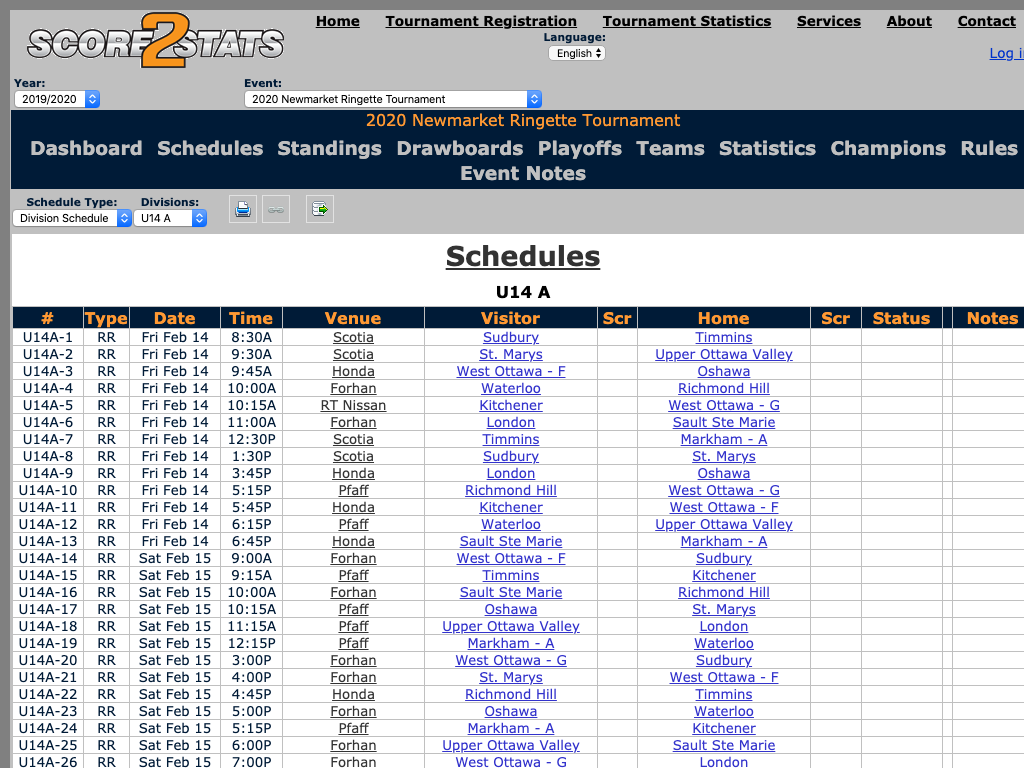 SCORE2STATS
Home Tournament Registration Tournament Statistics Services About Contact
Language:
English
Log i
Year: Event:
2019/2020 2020 Newmarket Ringette Tournament
2020 Newmarket Ringette Tournament
Dashboard Schedules Standings Drawboards Playoffs Teams Statistics Champions Rules
Event Notes
Schedule Type: Divisions:
Division Schedule U14 A
Schedules
U14 A
# Type Date Time Venue Visitor Scr Home Scr Status Notes
U14A-1 RR Fri Feb 14 8:30A Scotia Sudbury Timmins
U14A-2 RR Fri Feb 14 9:30A Scotia St. Marys Upper Ottawa Valley
U14A-3 RR Fri Feb 14 9:45A Honda West Ottawa - F Oshawa
U14A-4 RR Fri Feb 14 10:00A Forhan Waterloo Richmond Hill
U14A-5 RR Fri Feb 14 10:15A RT Nissan Kitchener West Ottawa - G
U14A-6 RR Fri Feb 14 11:00A Forhan London Sault Ste Marie
U14A-7 RR Fri Feb 14 12:30P Scotia Timmins Markham - A
U14A-8 RR Fri Feb 14 1:30P Scotia Sudbury St. Marys
U14A-9 RR Fri Feb 14 3:45P Honda London Oshawa
U14A-10 RR Fri Feb 14 5:15P Pfaff Richmond Hill West Ottawa - G
U14A-11 RR Fri Feb 14 5:45P Honda Kitchener West Ottawa - F
U14A-12 RR Fri Feb 14 6:15P Pfaff Waterloo Upper Ottawa Valley
U14A-13 RR Fri Feb 14 6:45P Honda Sault Ste Marie Markham - A
U14A-14 RR Sat Feb 15 9:00A Forhan West Ottawa - F Sudbury
U14A-15 RR Sat Feb 15 9:15A Pfaff Timmins Kitchener
U14A-16 RR Sat Feb 15 10:00A Forhan Sault Ste Marie Richmond Hill
U14A-17 RR Sat Feb 15 10:15A Pfaff Oshawa St. Marys
U14A-18 RR Sat Feb 15 11:15A Pfaff Upper Ottawa Valley London
U14A-19 RR Sat Feb 15 12:15P Pfaff Markham - A Waterloo
U14A-20 RR Sat Feb 15 3:00P Forhan West Ottawa - G Sudbury
U14A-21 RR Sat Feb 15 4:00P Forhan St. Marys West Ottawa - F
U14A-22 RR Sat Feb 15 4:45P Honda Richmond Hill Timmins
U14A-23 RR Sat Feb 15 5:00P Forhan Oshawa Waterloo
U14A-24 RR Sat Feb 15 5:15P Pfaff Markham - A Kitchener
U14A-25 RR Sat Feb 15 6:00P Forhan Upper Ottawa Valley Sault Ste Marie
U14A-26 RR Sat Feb 15 7:00P Forhan West Ottawa - G London